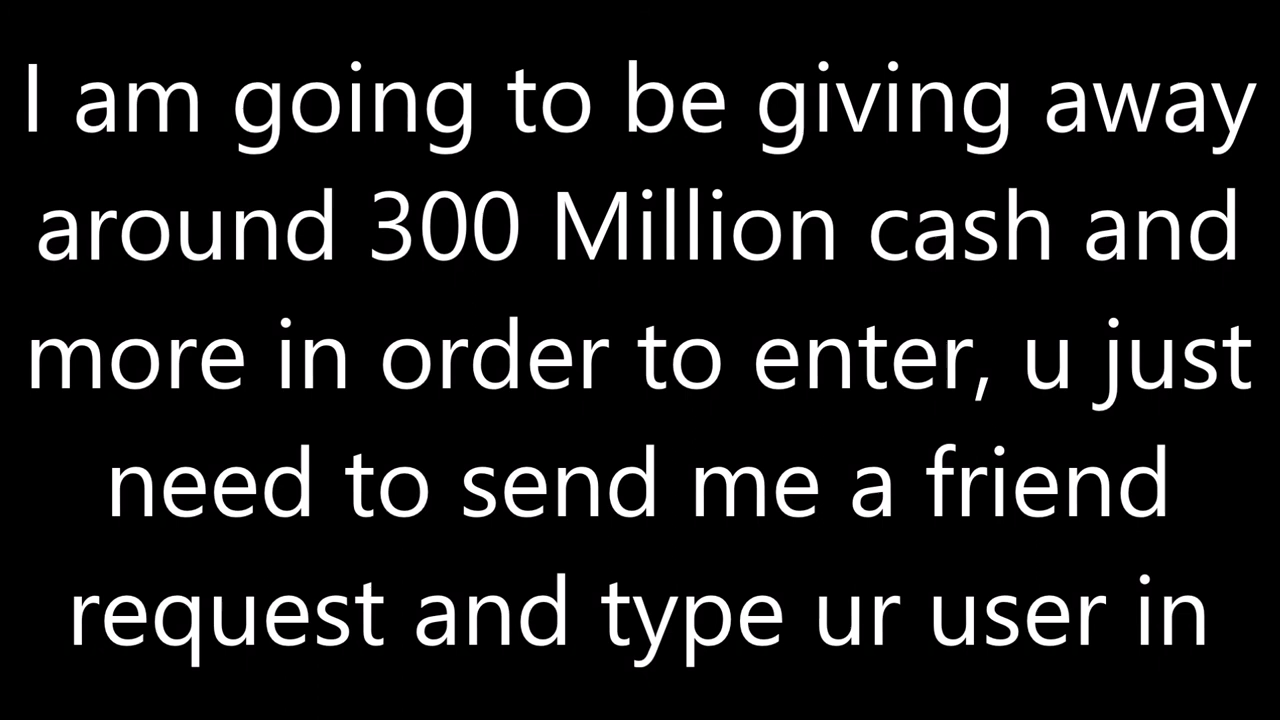 I am going to be giving away
around 300 Million cash and
more in order to enter, u just
need to send me a friend
request and type ur user in